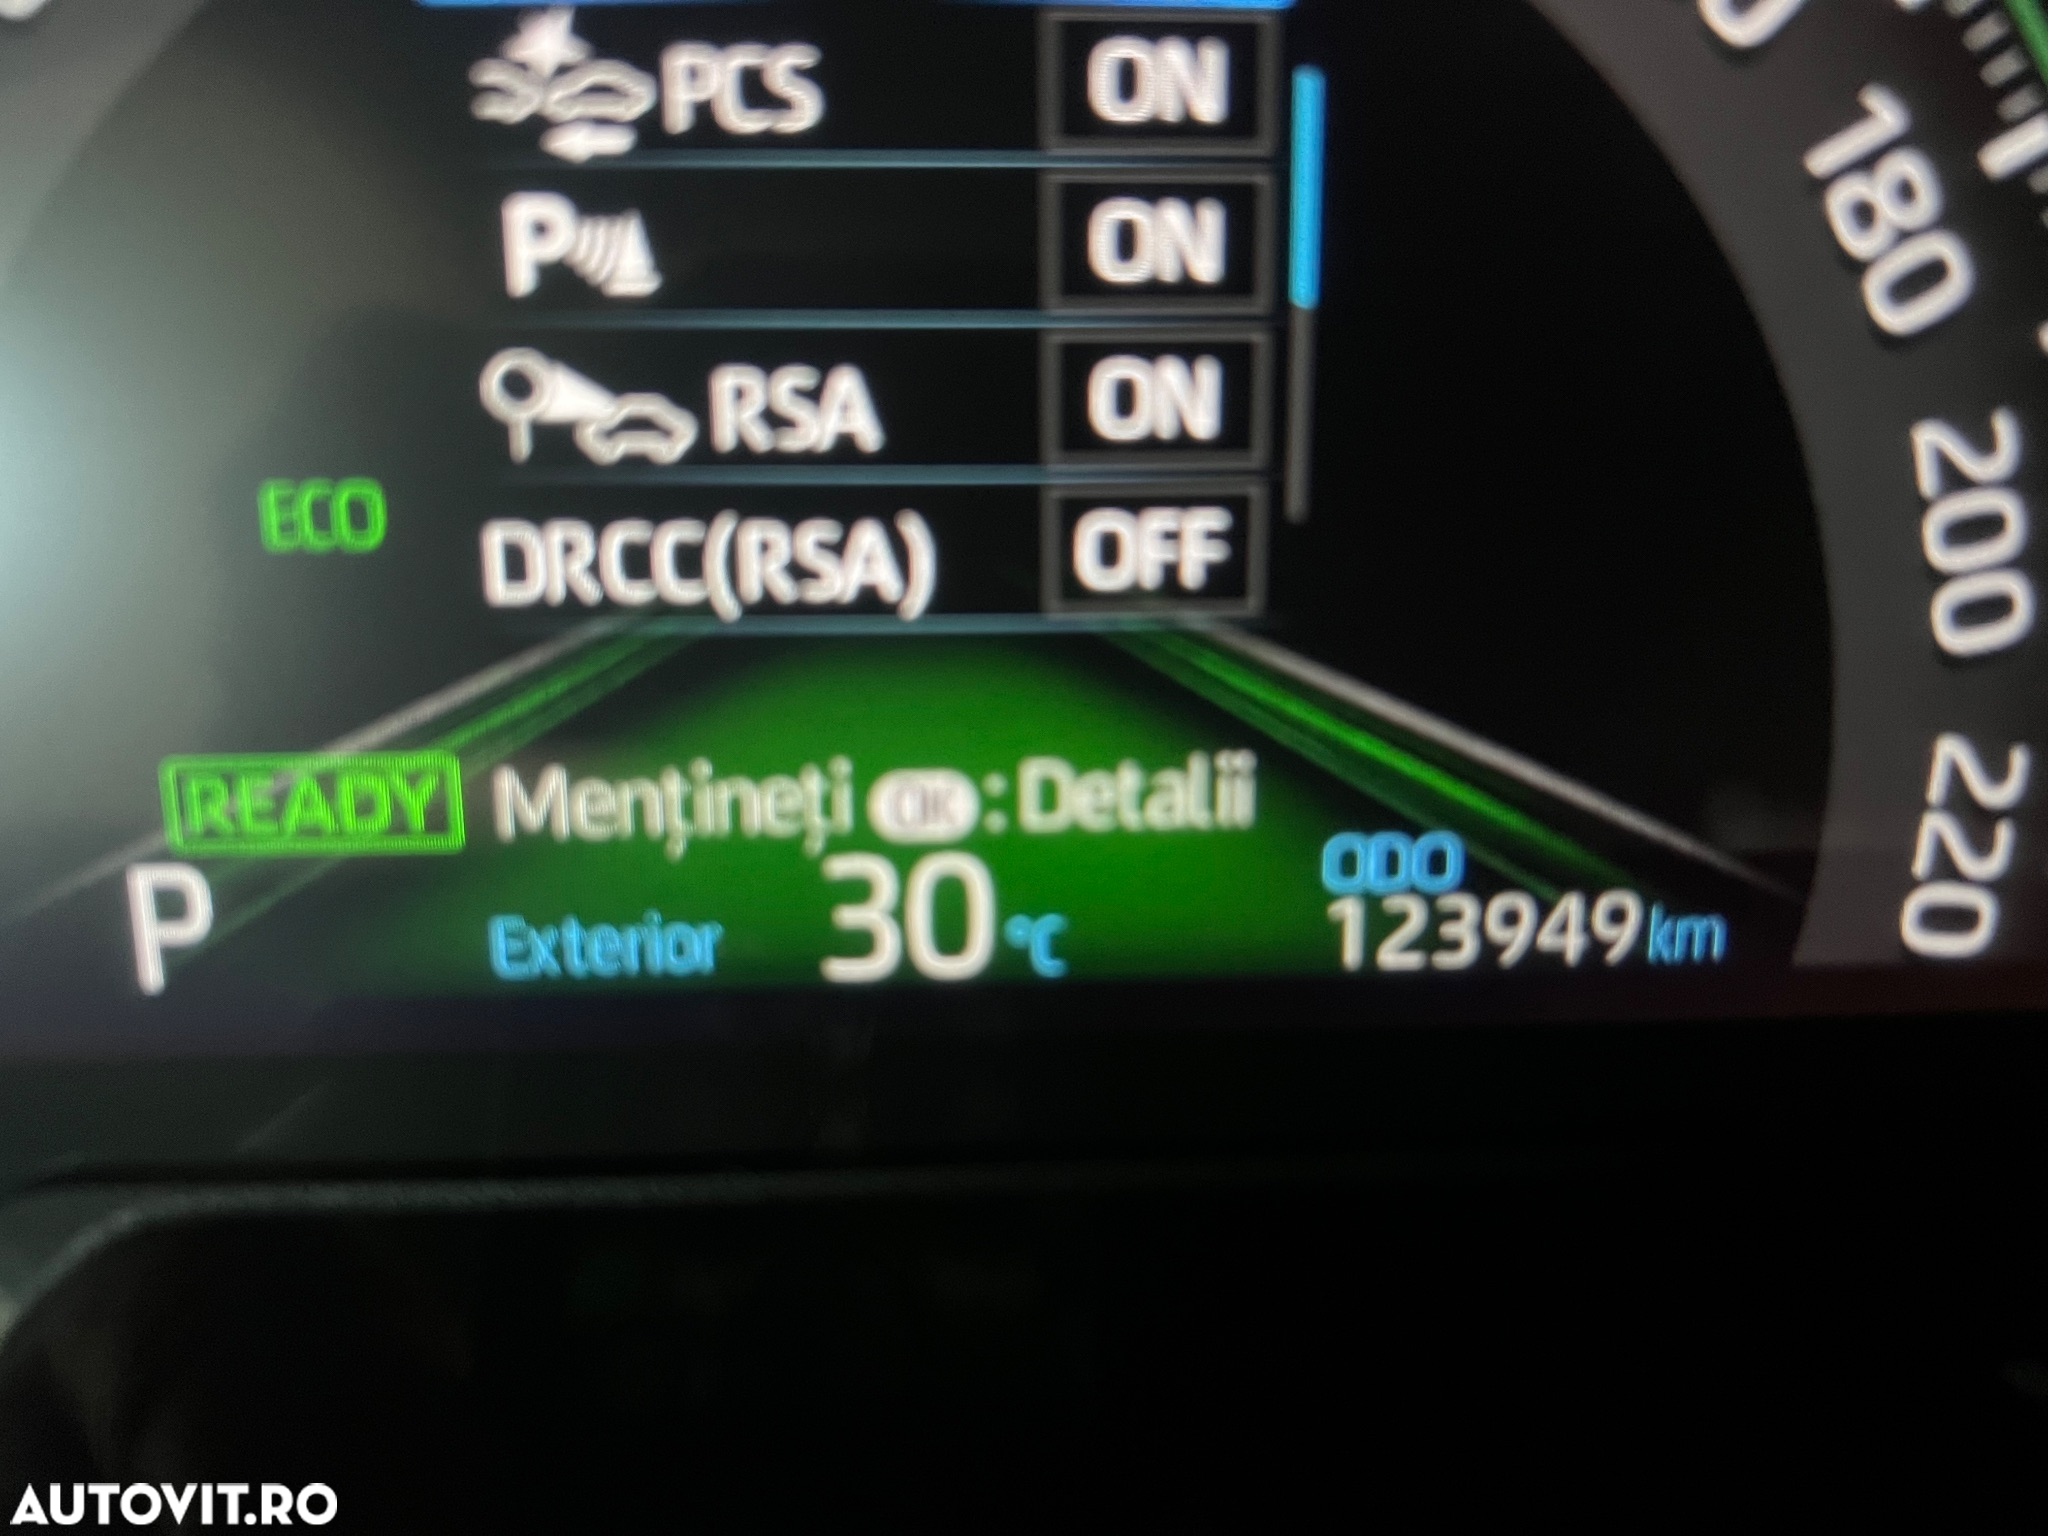 PCS ON
P ON
RSA ON
DRCC(RSA) OFF
ECO
READY
Mențineți OK : Detalii
P
Exterior 30 °C
ODO
123949 km
180
200
220
AUTOVIT.RO